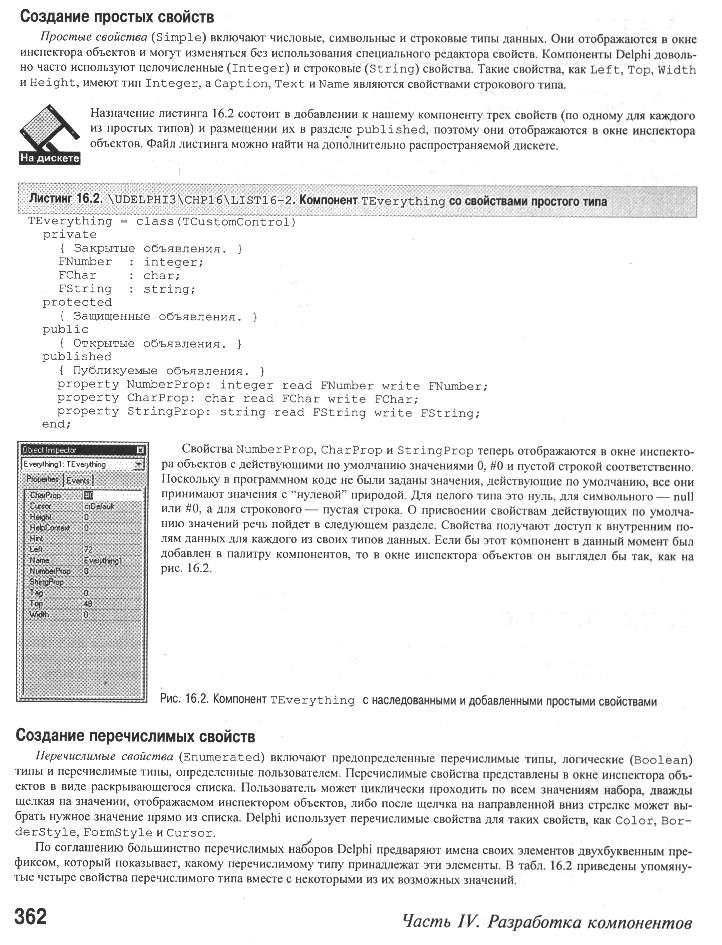 Создание простых свойств
Простые свойства (Simple) включают числовые, символьные и строковые типы данных. Они отображаются в окне
инспектора объектов и могут изменяться без использования специального редактора свойств. Компоненты Delphi доволь-
но часто используют целочисленные (Integer) и строковые (String) свойства. Такие свойства, как Left, Top, Width
и Height, имеют тип Integer, а Caption, Text и Name являются свойствами строкового типа.
Назначение листинга 16.2 состоит в добавлении к нашему компоненту трех свойств (по одному для каждого
из простых типов) и размещении их в разделе published, поэтому они отображаются в окне инспектора
объектов. Файл листинга можно найти на дополнительно распространяемой дискете.
На дискете
Листинг 16.2. \UDELPHI3\CHP16\LIST16-2. Компонент TEverything со свойствами простого типа
TEverything = class(TCustomControl)
private
{ Закрытые объявления. }
FNumber : integer;
FChar : char;
FString : string;
protected
{ Защищенные объявления. }
public
{ Открытые объявления. }
published
{ Публикуемые объявления. }
property NumberProp: integer read FNumber write FNumber;
property CharProp: char read FChar write FChar;
property StringProp: string read FString write FString;
end;
Object Inspector
Everything1: TEverything
Properties Events
CharProp #0
Cursor crDefault
Height 0
HelpContext 0
Hint
Left 72
Name Everything1
NumberProp 0
StringProp
Tag 0
Top 48
Width 0
Свойства NumberProp, CharProp и StringProp теперь отображаются в окне инспекто-
ра объектов с действующими по умолчанию значениями 0, #0 и пустой строкой соответственно.
Поскольку в программном коде не были заданы значения, действующие по умолчанию, все они
принимают значения с “нулевой” природой. Для целого типа это нуль, для символьного — null
или #0, а для строкового — пустая строка. О присвоении свойствам действующих по умолча-
нию значений речь пойдет в следующем разделе. Свойства получают доступ к внутренним по-
лям данных для каждого из своих типов данных. Если бы этот компонент в данный момент был
добавлен в палитру компонентов, то в окне инспектора объектов он выглядел бы так, как на
рис. 16.2.
Рис. 16.2. Компонент TEverything с наследованными и добавленными простыми свойствами
Создание перечислимых свойств
Перечислимые свойства (Enumerated) включают предопределенные перечислимые типы, логические (Boolean)
типы и перечислимые типы, определенные пользователем. Перечислимые свойства представлены в окне инспектора объ-
ектов в виде раскрывающегося списка. Пользователь может циклически проходить по всем значениям набора, дважды
щелкая на значении, отображаемом инспектором объектов, либо после щелчка на направленной вниз стрелке может вы-
брать нужное значение прямо из списка. Delphi использует перечислимые свойства для таких свойств, как Color, Bor-
derStyle, FormStyle и Cursor.
По соглашению большинство перечислимых наборов Delphi предваряют имена своих элементов двухбуквенным пре-
фиксом, который показывает, какому перечислимому типу принадлежат эти элементы. В табл. 16.2 приведены упомяну-
тые четыре свойства перечислимого типа вместе с некоторыми из их возможных значений.
362
Часть IV. Разработка компонентов